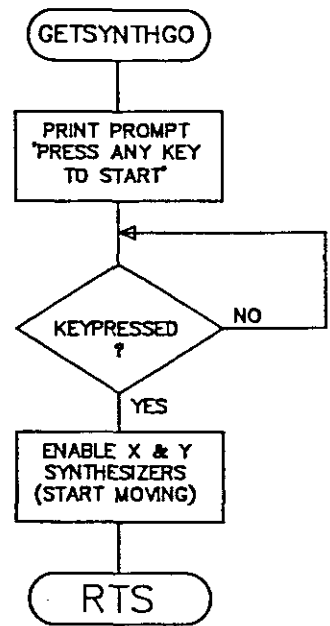 GETSYNTHGO
PRINT PROMPT
"PRESS ANY KEY
TO START"
KEYPRESSED
?
NO
YES
ENABLE X & Y
SYNTHESIZERS
(START MOVING)
RTS